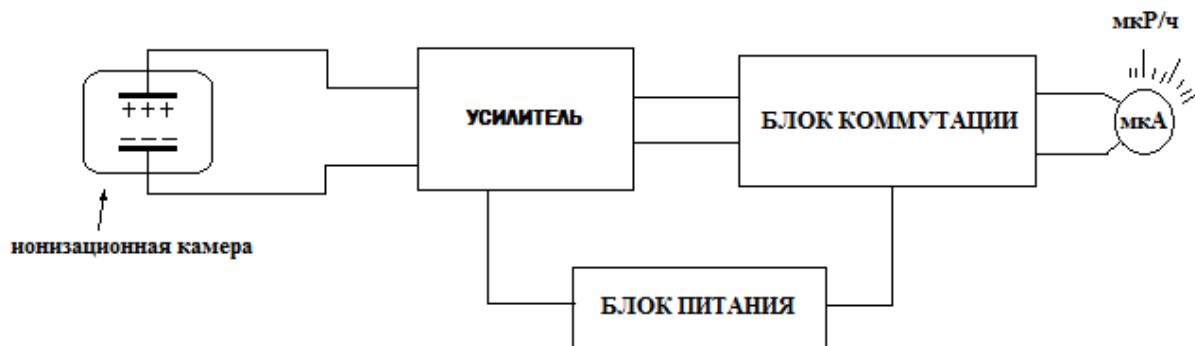 мкР/ч
+ + +
УСИЛИТЕЛЬ
БЛОК КОММУТАЦИИ
мкА
— — —
ионизационная камера
БЛОК ПИТАНИЯ